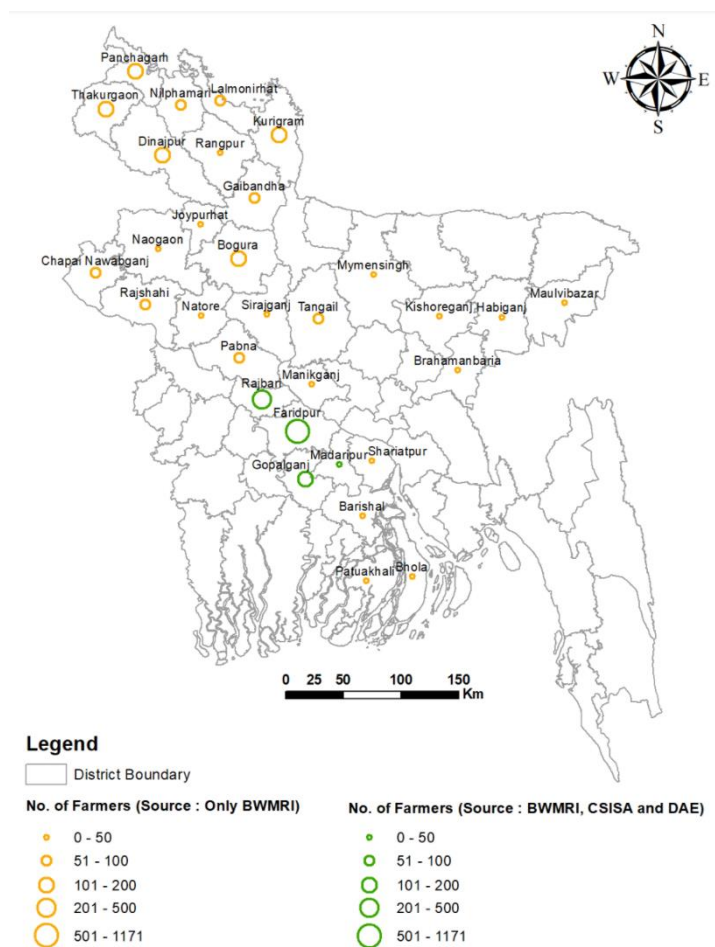 N
W E
S
Panchagarh
Thakurgaon
Nilphamari
Lalmonirhat
Kurigram
Dinajpur
Rangpur
Gaibandha
Joypurhat
Naogaon
Bogura
Chapai Nawabganj
Mymensingh
Maulvibazar
Rajshahi
Natore
Sirajganj
Tangail
Kishoreganj
Habiganj
Pabna
Manikganj
Brahamanbaria
Rajbari
Faridpur
Gopalganj
Madaripur
Shariatpur
Barishal
Patuakhali
Bhola
0 25 50 100 150
Km
Legend
District Boundary
No. of Farmers (Source : Only BWMRI)
0 - 50
51 - 100
101 - 200
201 - 500
501 - 1171
No. of Farmers (Source : BWMRI, CSISA and DAE)
0 - 50
51 - 100
101 - 200
201 - 500
501 - 1171